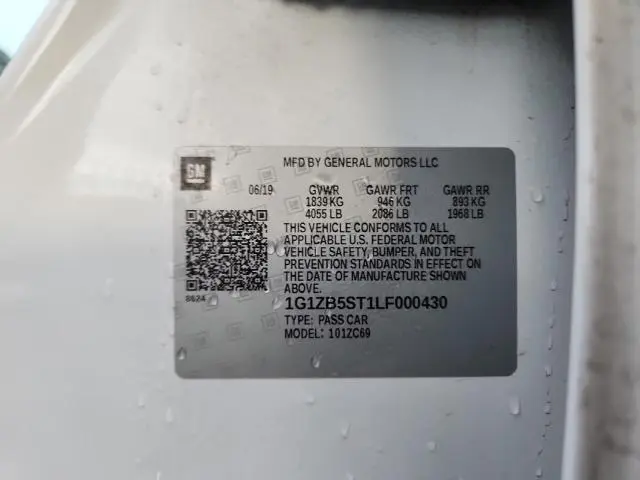 GM
MFD BY GENERAL MOTORS LLC
06/19 GVWR GAWR FRT GAWR RR
1839 KG 946 KG 893 KG
4055 LB 2086 LB 1968 LB
THIS VEHICLE CONFORMS TO ALL
APPLICABLE U.S. FEDERAL MOTOR
VEHICLE SAFETY, BUMPER, AND THEFT
PREVENTION STANDARDS IN EFFECT ON
THE DATE OF MANUFACTURE SHOWN
ABOVE.
8624
1G1ZB5ST1LF000430
TYPE: PASS CAR
MODEL: 101ZC69